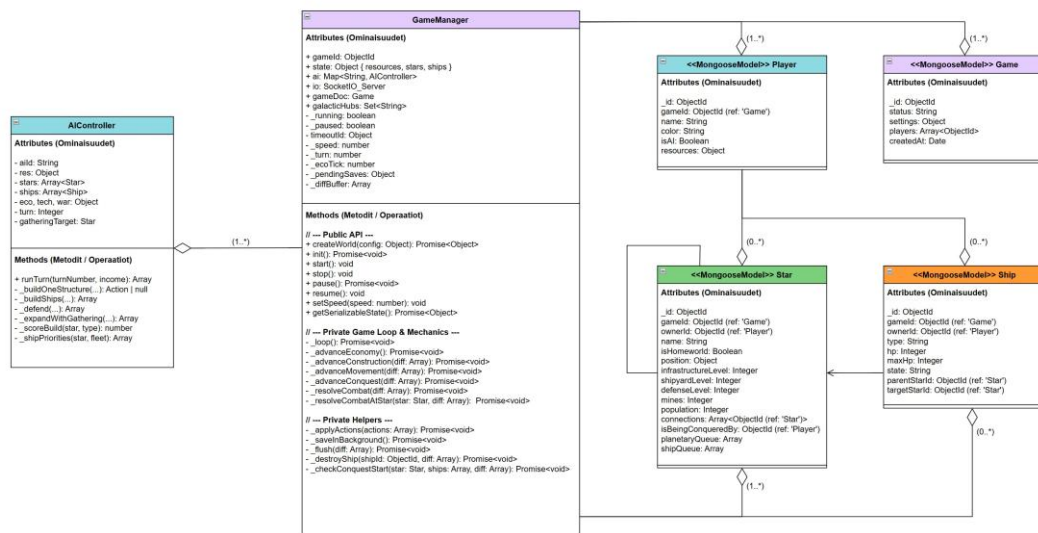 AIController
Attributes (Ominaisuudet)
- aiId: String
- res: Object
- stars: Array<Star>
- ships: Array<Ship>
- eco, tech, war: Object
- turn: Integer
- gatheringTarget: Star
Methods (Metodit / Operaatiot)
+ runTurn(turnNumber, income): Array
- _buildOneStructure(...): Action | null
- _buildShips(...): Array
- _defend(...): Array
- _expandWithGathering(...): Array
- _scoreBuild(star, type): number
- _shipPriorities(star, fleet): Array
(1..*)
GameManager
Attributes (Ominaisuudet)
+ gameId: ObjectId
+ state: Object { resources, stars, ships }
+ ai: Map<String, AIController>
+ io: SocketIO_Server
+ gameDoc: Game
+ galacticHubs: Set<String>
- _running: boolean
- _paused: boolean
- timeoutId: Object
- _speed: number
- _turn: number
- _ecoTick: number
- _pendingSaves: Object
- _diffBuffer: Array
Methods (Metodit / Operaatiot)
// --- Public API ---
+ createWorld(config: Object): Promise<Object>
+ init(): Promise<void>
+ start(): void
+ stop(): void
+ pause(): Promise<void>
+ resume(): void
+ setSpeed(speed: number): void
+ getSerializableState(): Promise<Object>
// --- Private Game Loop & Mechanics ---
- _loop(): Promise<void>
- _advanceEconomy(): Promise<void>
- _advanceConstruction(diff: Array): Promise<void>
- _advanceMovement(diff: Array): Promise<void>
- _advanceConquest(diff: Array): Promise<void>
- _resolveCombat(diff: Array): Promise<void>
- _resolveCombatAtStar(star: Star, diff: Array): Promise<void>
// --- Private Helpers ---
- _applyActions(actions: Array): Promise<void>
- _saveInBackground(): Promise<void>
- _flush(diff: Array): Promise<void>
- _destroyShip(shipId: ObjectId, diff: Array): Promise<void>
- _checkConquestStart(star: Star, ships: Array, diff: Array): Promise<void>
(1..*)
(1..*)
<<MongooseModel>> Player
Attributes (Ominaisuudet)
_id: ObjectId
gameId: ObjectId (ref: 'Game')
name: String
color: String
isAI: Boolean
resources: Object
<<MongooseModel>> Game
Attributes (Ominaisuudet)
_id: ObjectId
status: String
settings: Object
players: Array<ObjectId>
createdAt: Date
(0..*)
(0..*)
<<MongooseModel>> Star
Attributes (Ominaisuudet)
_id: ObjectId
gameId: ObjectId (ref: 'Game')
ownerId: ObjectId (ref: 'Player')
name: String
isHomeworld: Boolean
position: Object
infrastructureLevel: Integer
shipyardLevel: Integer
defenseLevel: Integer
mines: Integer
population: Integer
connections: Array<ObjectId (ref: 'Star')>
isBeingConqueredBy: ObjectId (ref: 'Player')
planetaryQueue: Array
shipQueue: Array
<<MongooseModel>> Ship
Attributes (Ominaisuudet)
_id: ObjectId
gameId: ObjectId (ref: 'Game')
ownerId: ObjectId (ref: 'Player')
type: String
hp: Integer
maxHp: Integer
state: String
parentStarId: ObjectId (ref: 'Star')
targetStarId: ObjectId (ref: 'Star')
(0..*)
(1..*)